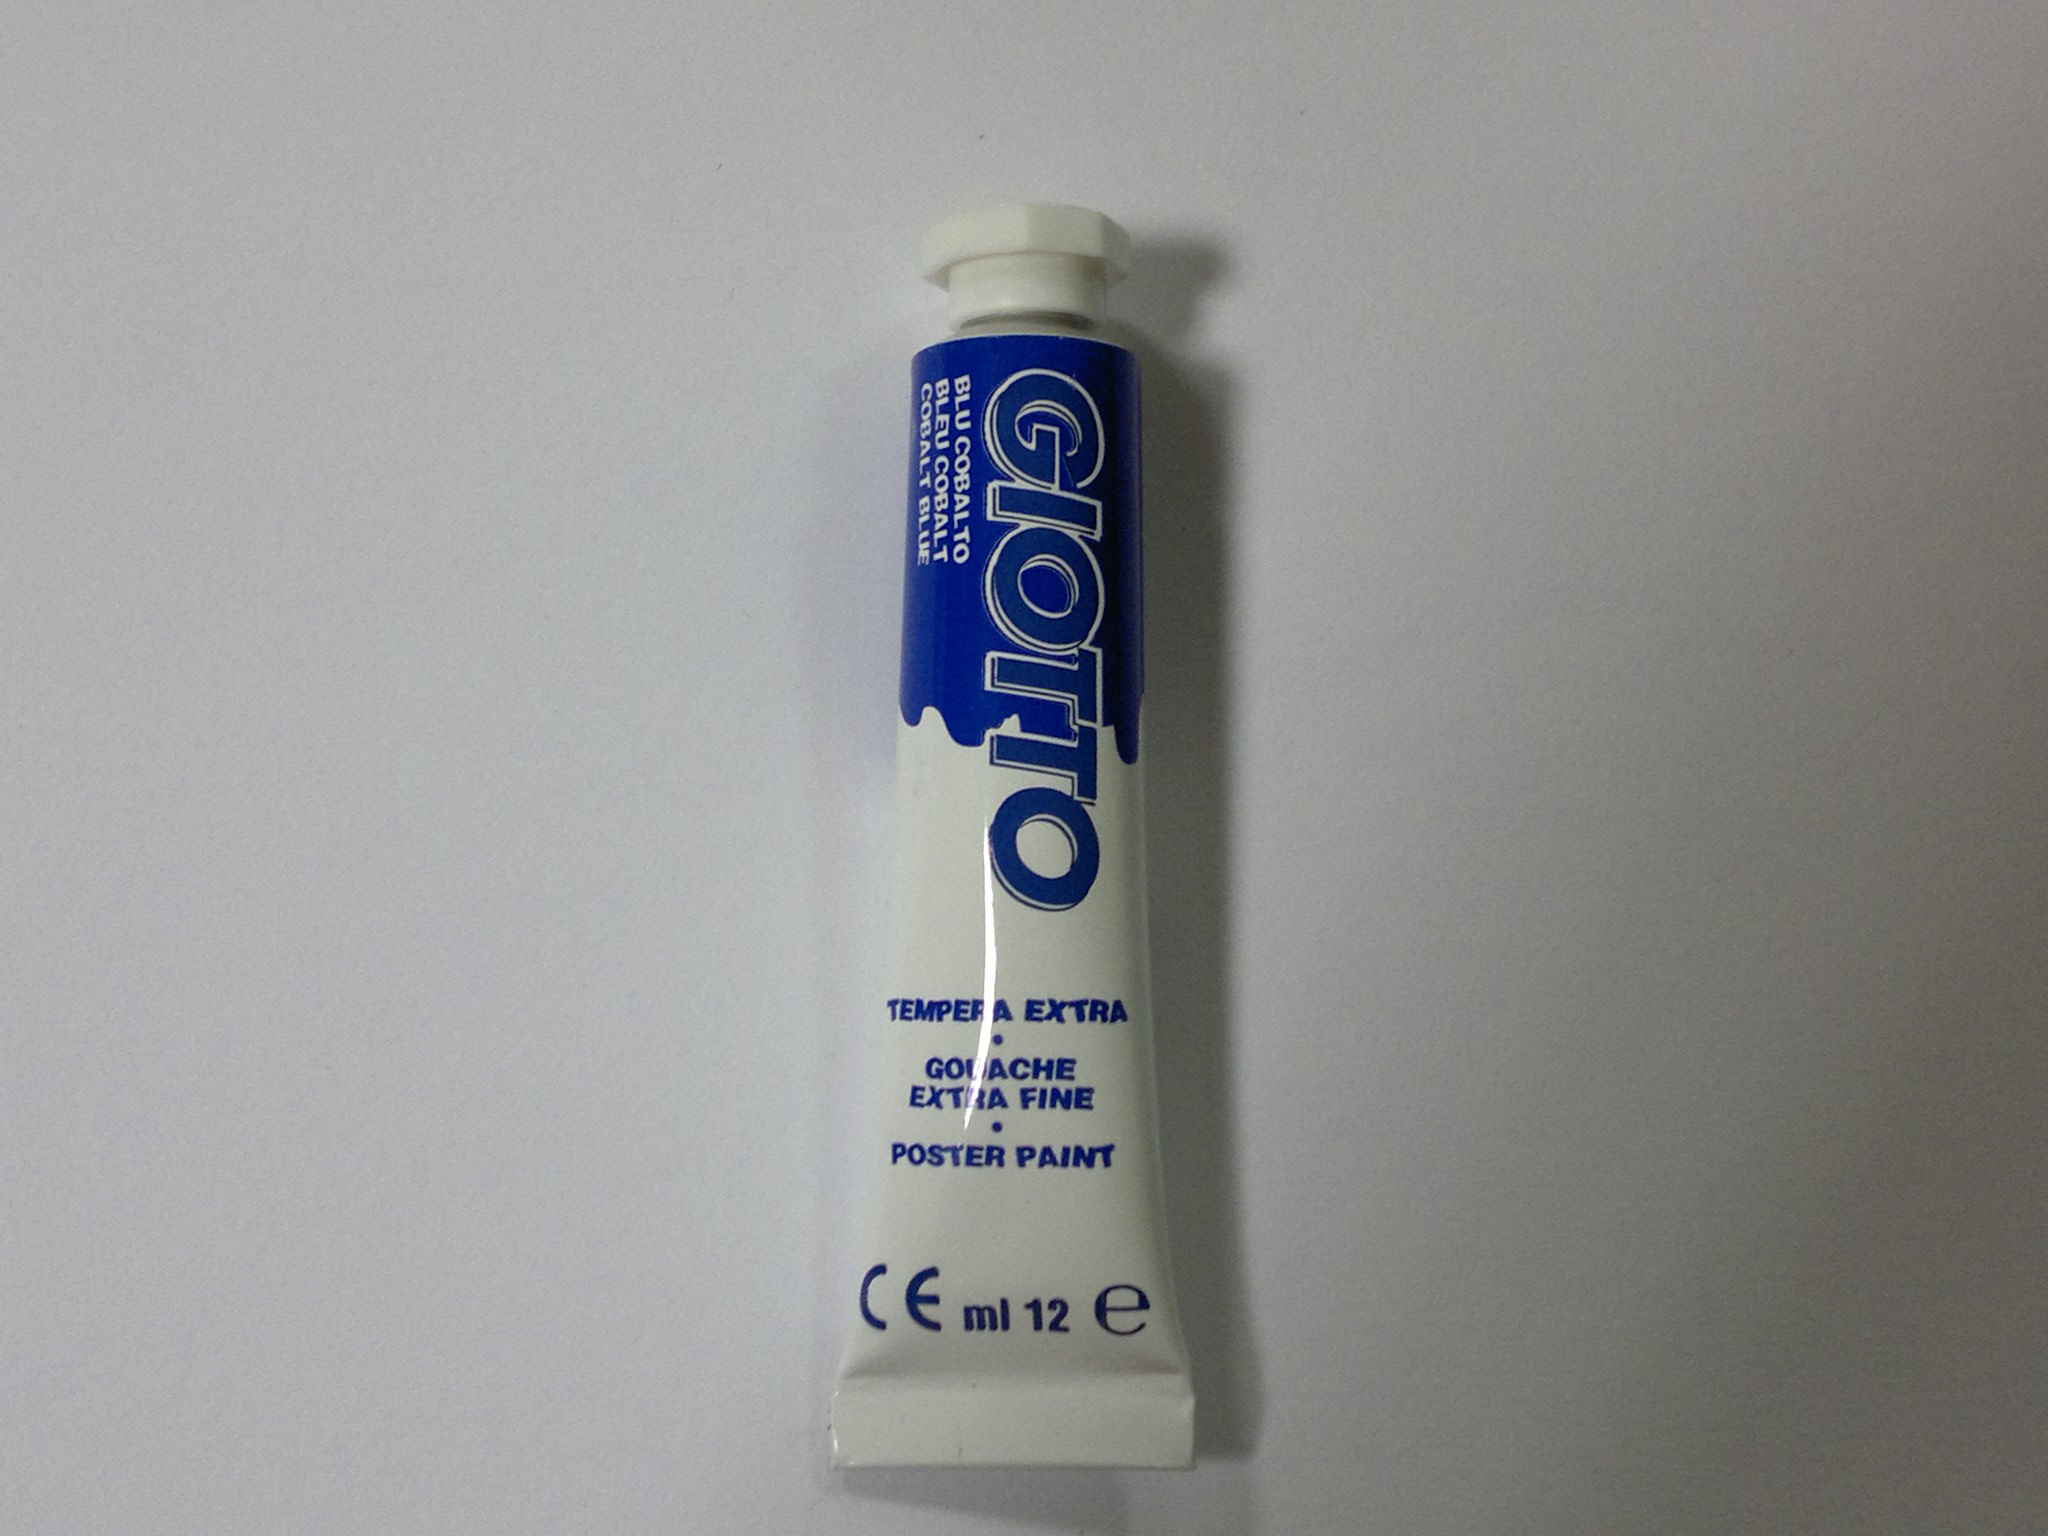 GIOTTO
BLU COBALTO
BLEU COBALT
COBALT BLUE
TEMPERA EXTRA
•
GOUACHE
EXTRA FINE
•
POSTER PAINT
CE ml 12 e